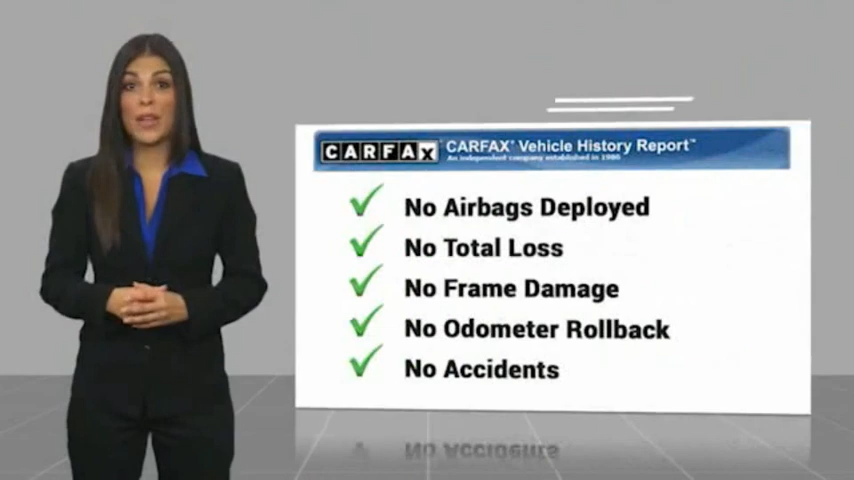 CARFAX CARFAX® Vehicle History Report™
An independent company established in 1986
No Airbags Deployed
No Total Loss
No Frame Damage
No Odometer Rollback
No Accidents